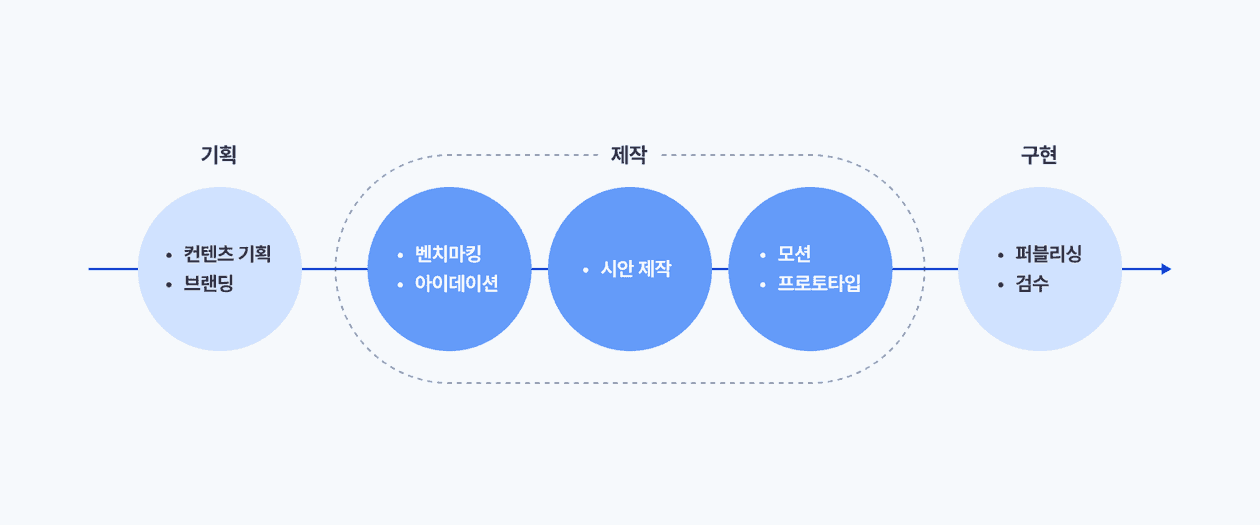 기획
제작
구현
• 컨텐츠 기획
• 브랜딩
• 벤치마킹
• 아이데이션
• 시안 제작
• 모션
• 프로토타입
• 퍼블리싱
• 검수